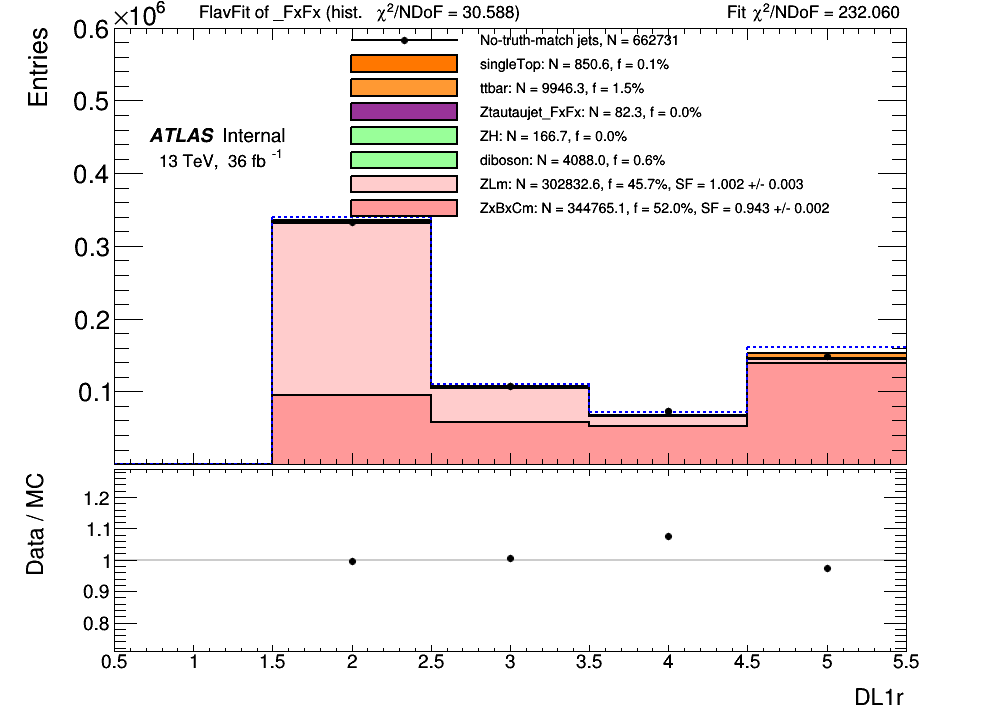 FlavFit of _FxFx (hist. χ²/NDoF = 30.588) Fit χ²/NDoF = 232.060
×10⁶
Entries
0.6
0.5
0.4
0.3
0.2
0.1
ATLAS Internal
13 TeV, 36 fb⁻¹
No-truth-match jets, N = 662731
singleTop: N = 850.6, f = 0.1%
ttbar: N = 9946.3, f = 1.5%
Ztautaujet_FxFx: N = 82.3, f = 0.0%
ZH: N = 166.7, f = 0.0%
diboson: N = 4088.0, f = 0.6%
ZLm: N = 302832.6, f = 45.7%, SF = 1.002 +/- 0.003
ZxBxCm: N = 344765.1, f = 52.0%, SF = 0.943 +/- 0.002
Data / MC
1.2
1.1
1
0.9
0.8
0.5 1 1.5 2 2.5 3 3.5 4 4.5 5 5.5
DL1r